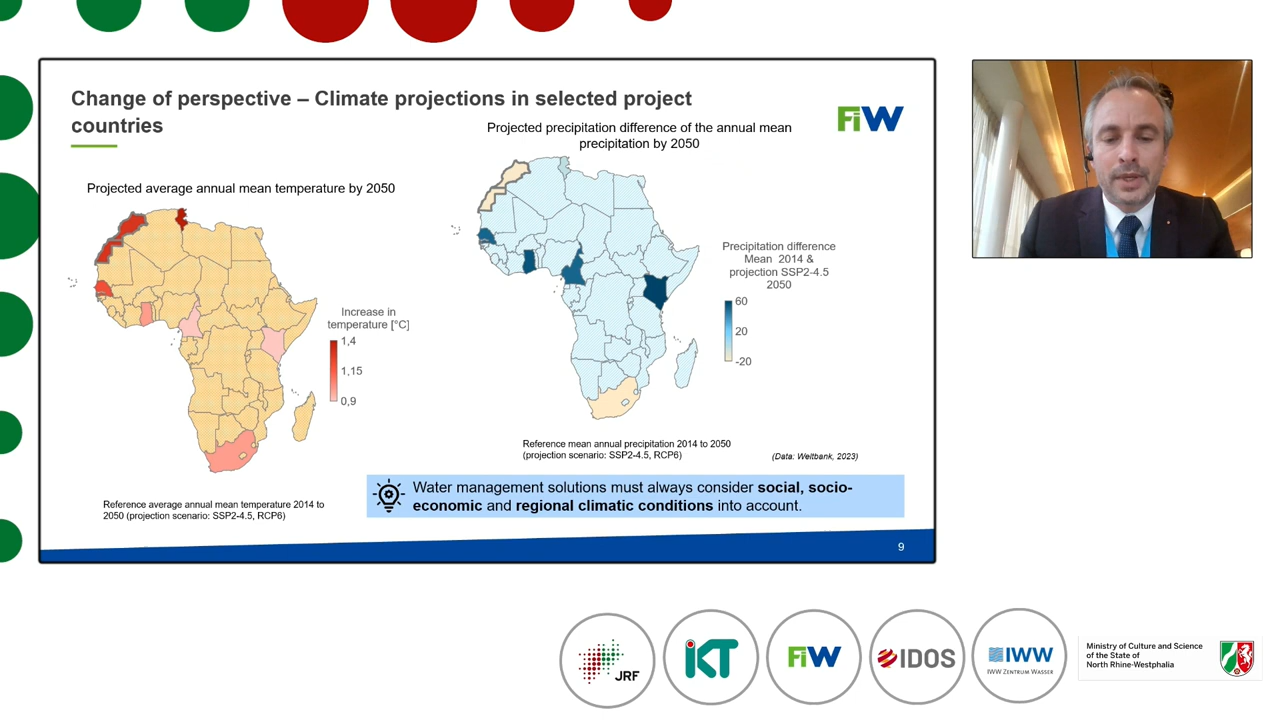 Change of perspective – Climate projections in selected project
countries
FiW
Projected average annual mean temperature by 2050
Increase in
temperature [°C]
1,4
1,15
0,9
Reference average annual mean temperature 2014 to
2050 (projection scenario: SSP2-4.5, RCP6)
Projected precipitation difference of the annual mean
precipitation by 2050
Precipitation difference
Mean 2014 &
projection SSP2-4.5
2050
60
20
-20
Reference mean annual precipitation 2014 to 2050
(projection scenario: SSP2-4.5, RCP6)
(Data: Weltbank, 2023)
Water management solutions must always consider social, socio-
economic and regional climatic conditions into account.
9
JRF
iKT
FiW
IDOS
IWW
IWW ZENTRUM WASSER
Ministry of Culture and Science
of the State of
North Rhine-Westphalia